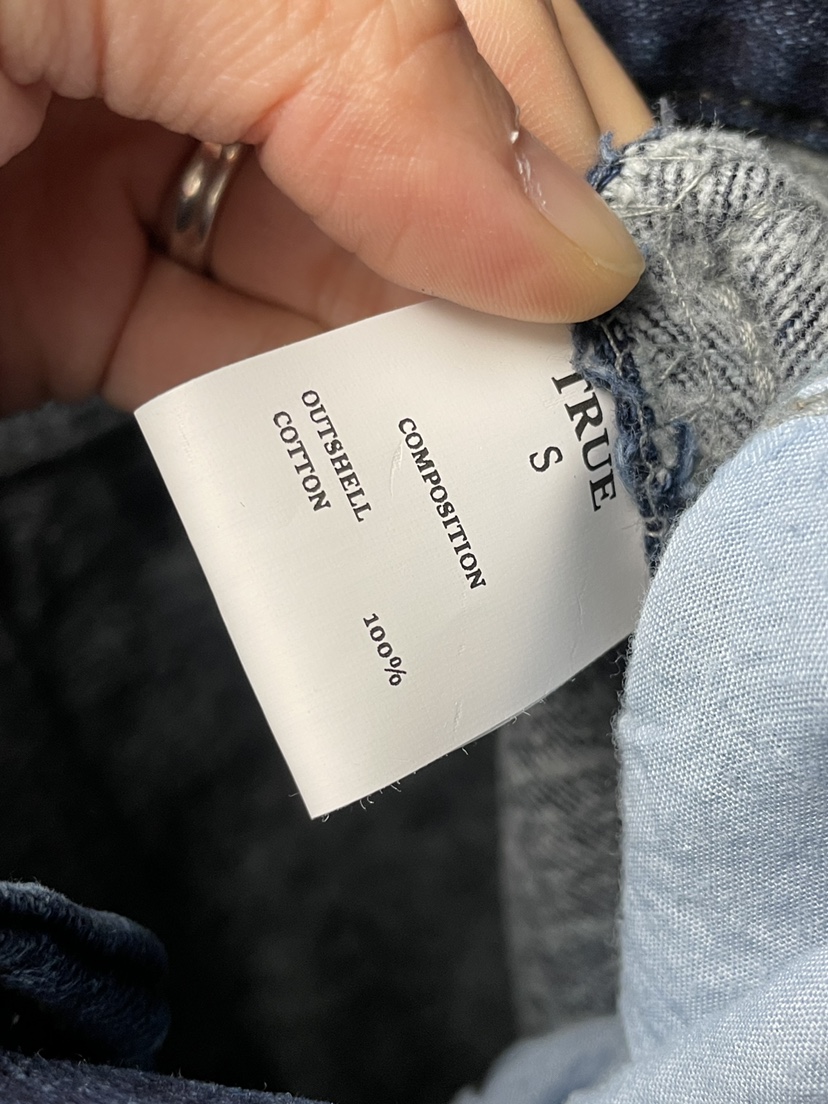 TRUE
S
COMPOSITION
OUTSHELL
COTTON 100%